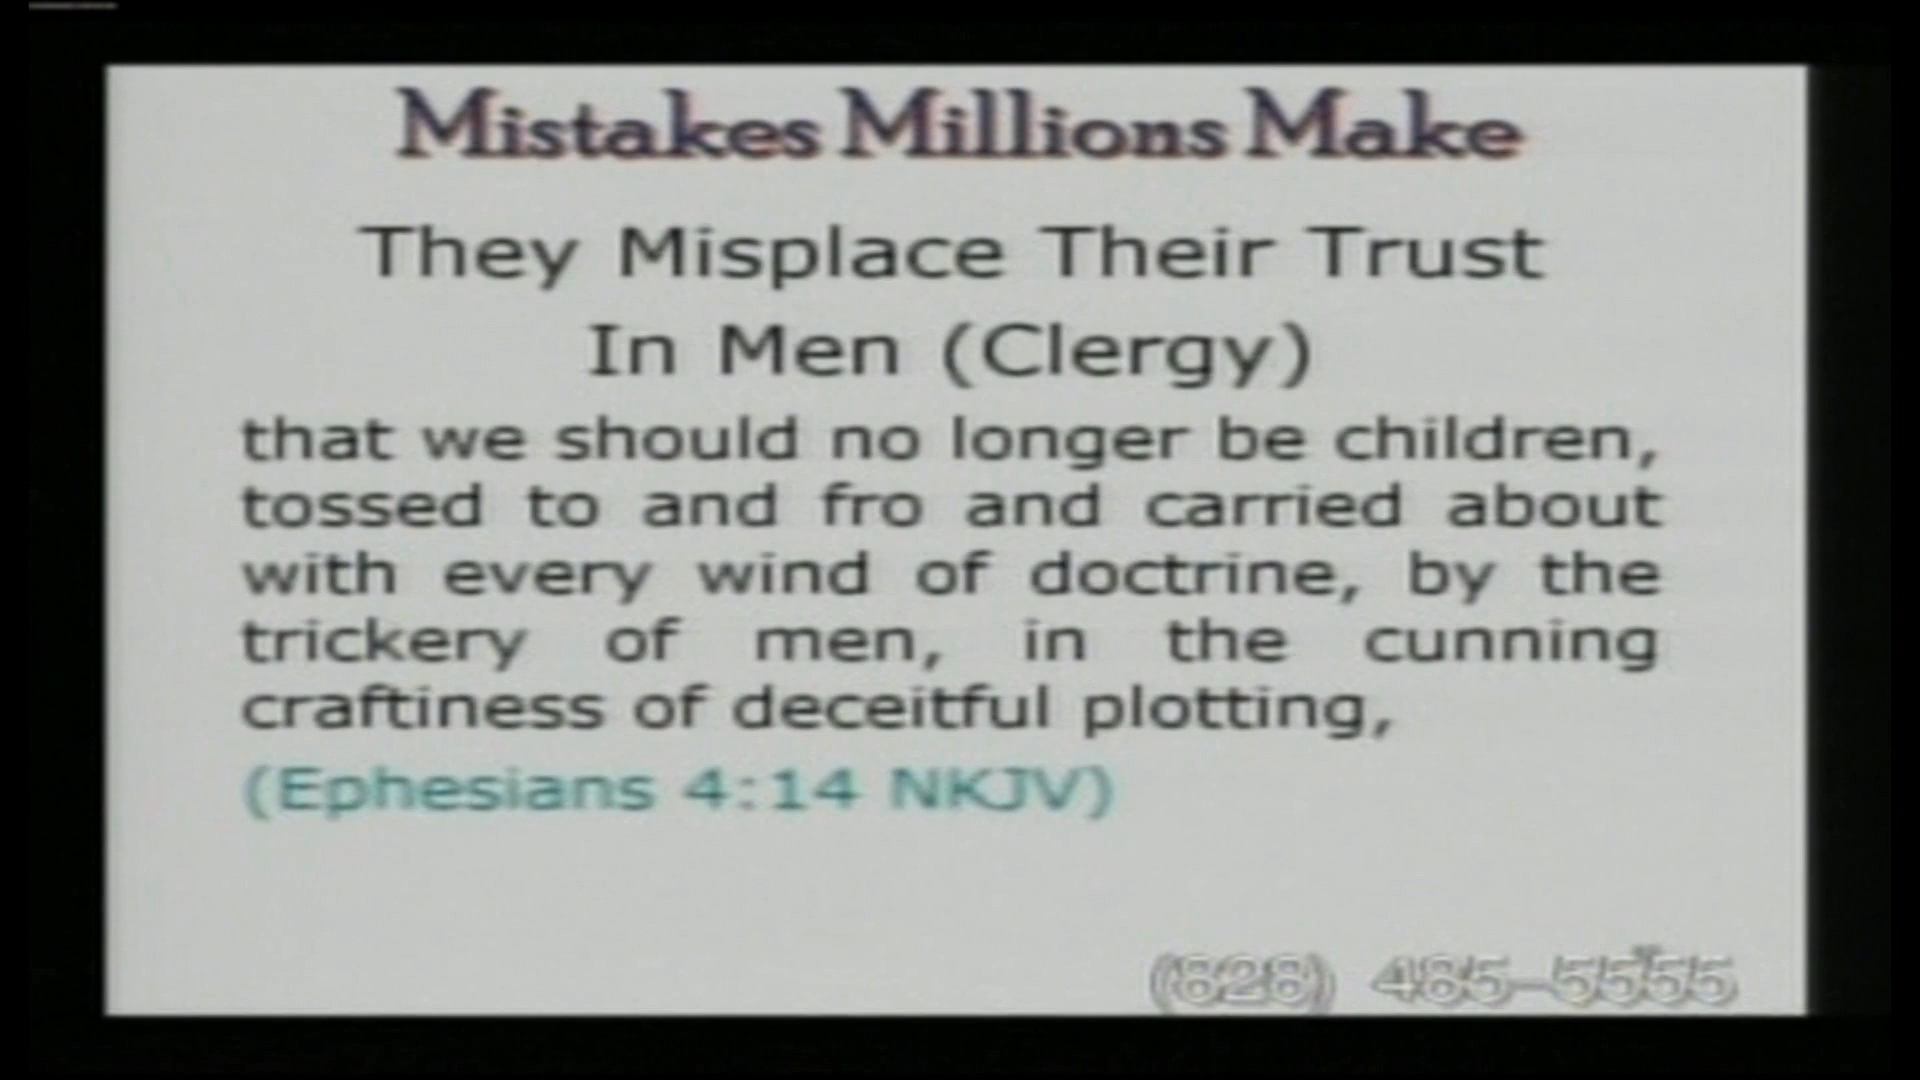 Mistakes Millions Make
They Misplace Their Trust
In Men (Clergy)
that we should no longer be children,
tossed to and fro and carried about
with every wind of doctrine, by the
trickery of men, in the cunning
craftiness of deceitful plotting,
(Ephesians 4:14 NKJV)
(828) 485-5555